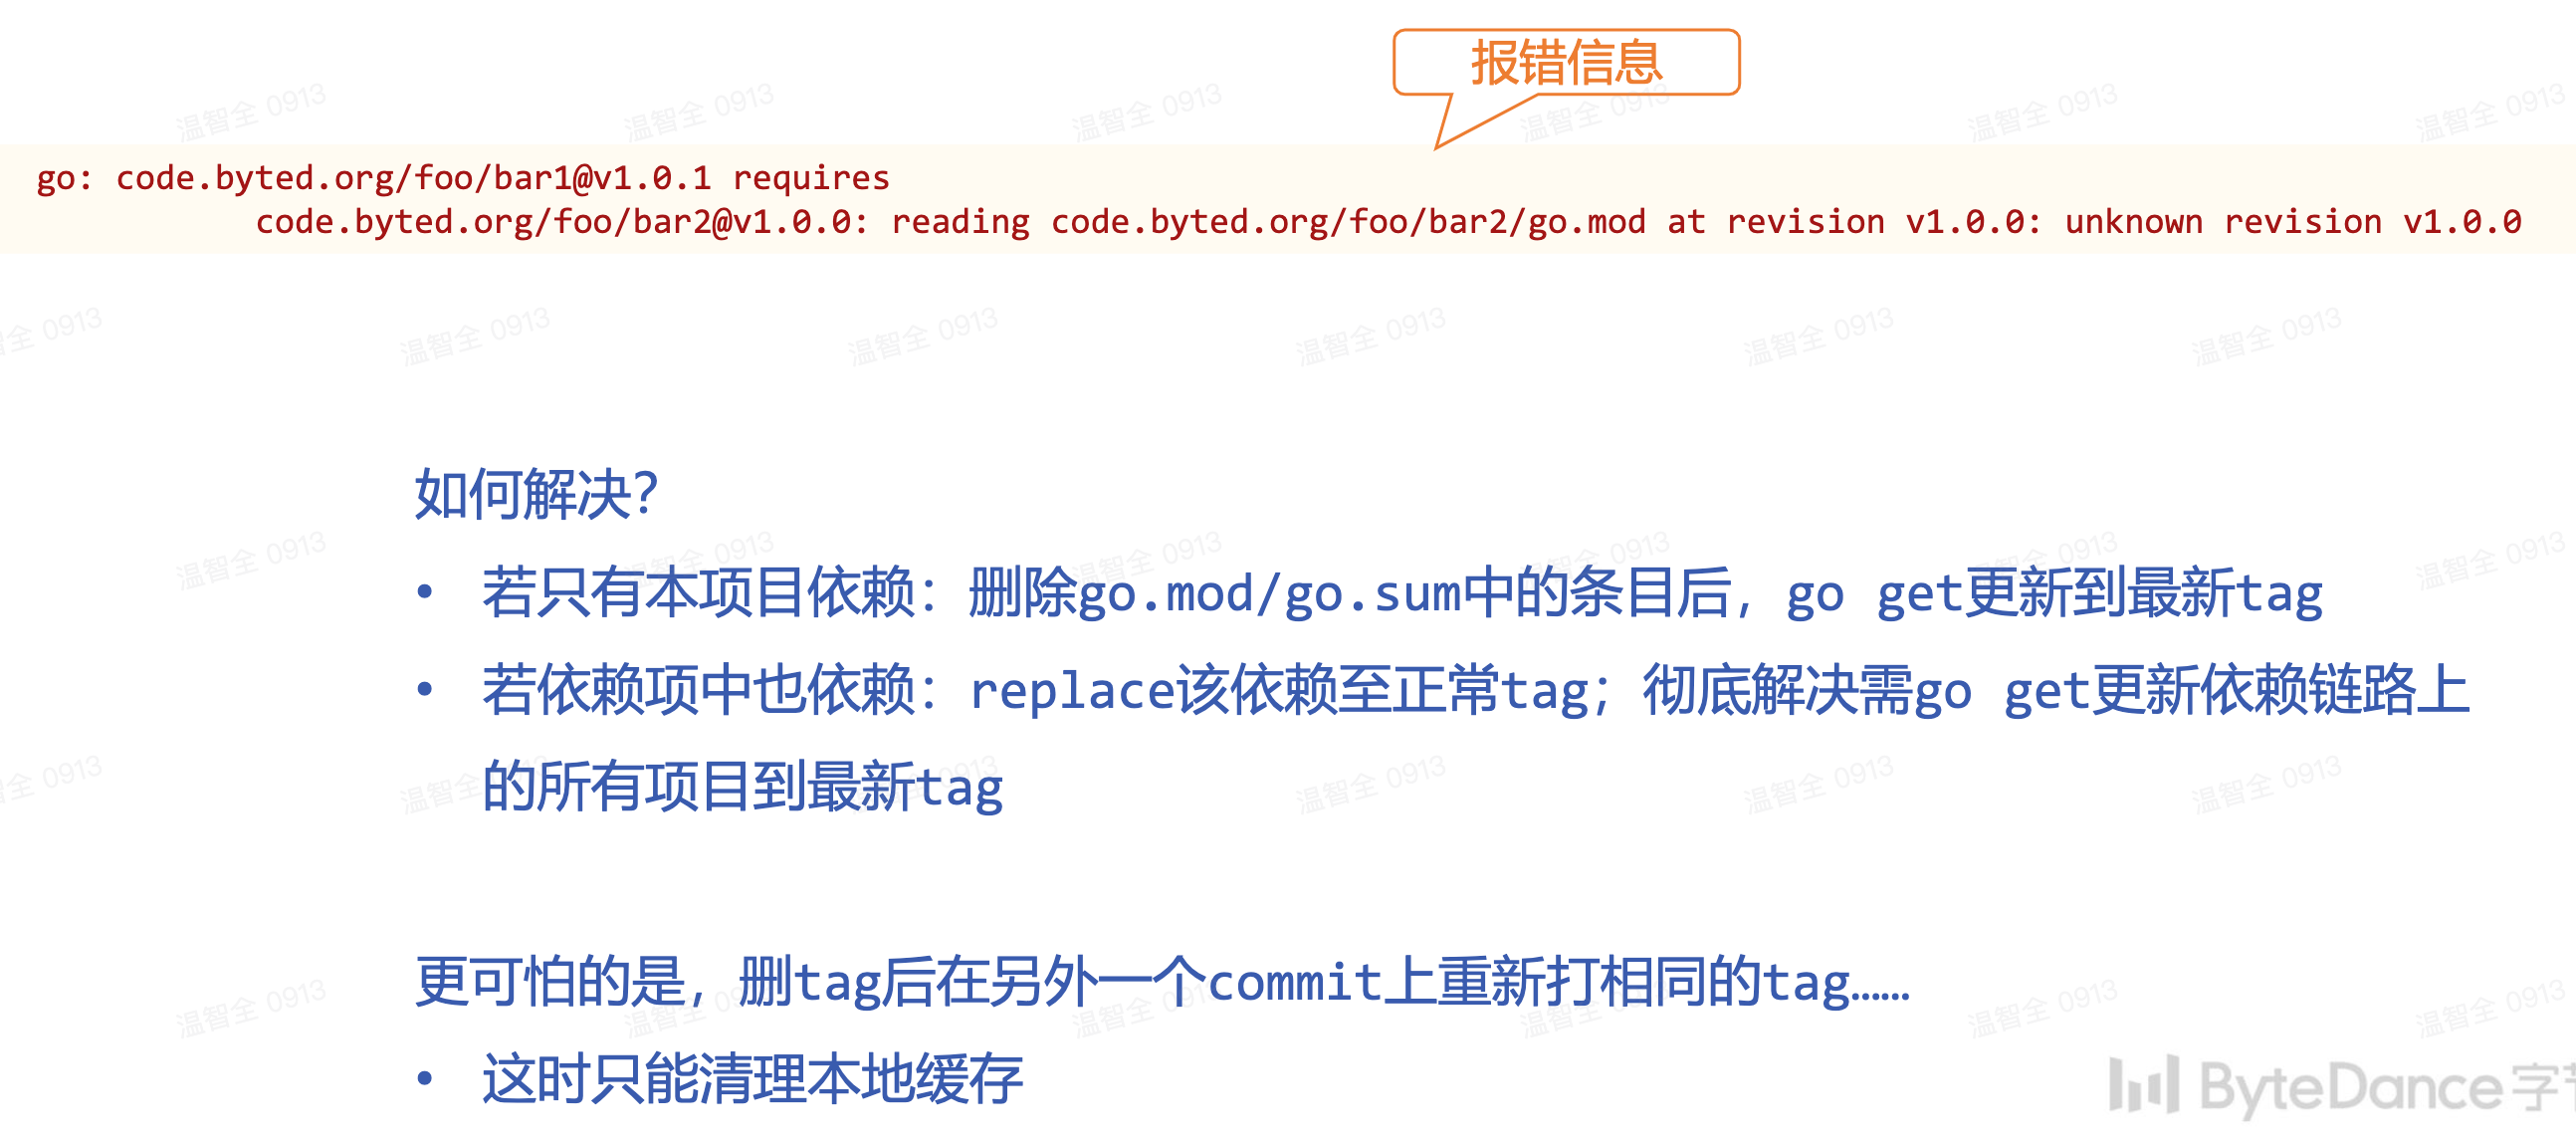 报错信息
go: code.byted.org/foo/bar1@v1.0.1 requires
code.byted.org/foo/bar2@v1.0.0: reading code.byted.org/foo/bar2/go.mod at revision v1.0.0: unknown revision v1.0.0
如何解决？
• 若只有本项目依赖：删除go.mod/go.sum中的条目后，go get更新到最新tag
• 若依赖项中也依赖：replace该依赖至正常tag；彻底解决需go get更新依赖链路上
的所有项目到最新tag
更可怕的是，删tag后在另外一个commit上重新打相同的tag……
• 这时只能清理本地缓存
ByteDance字
温智全 0913